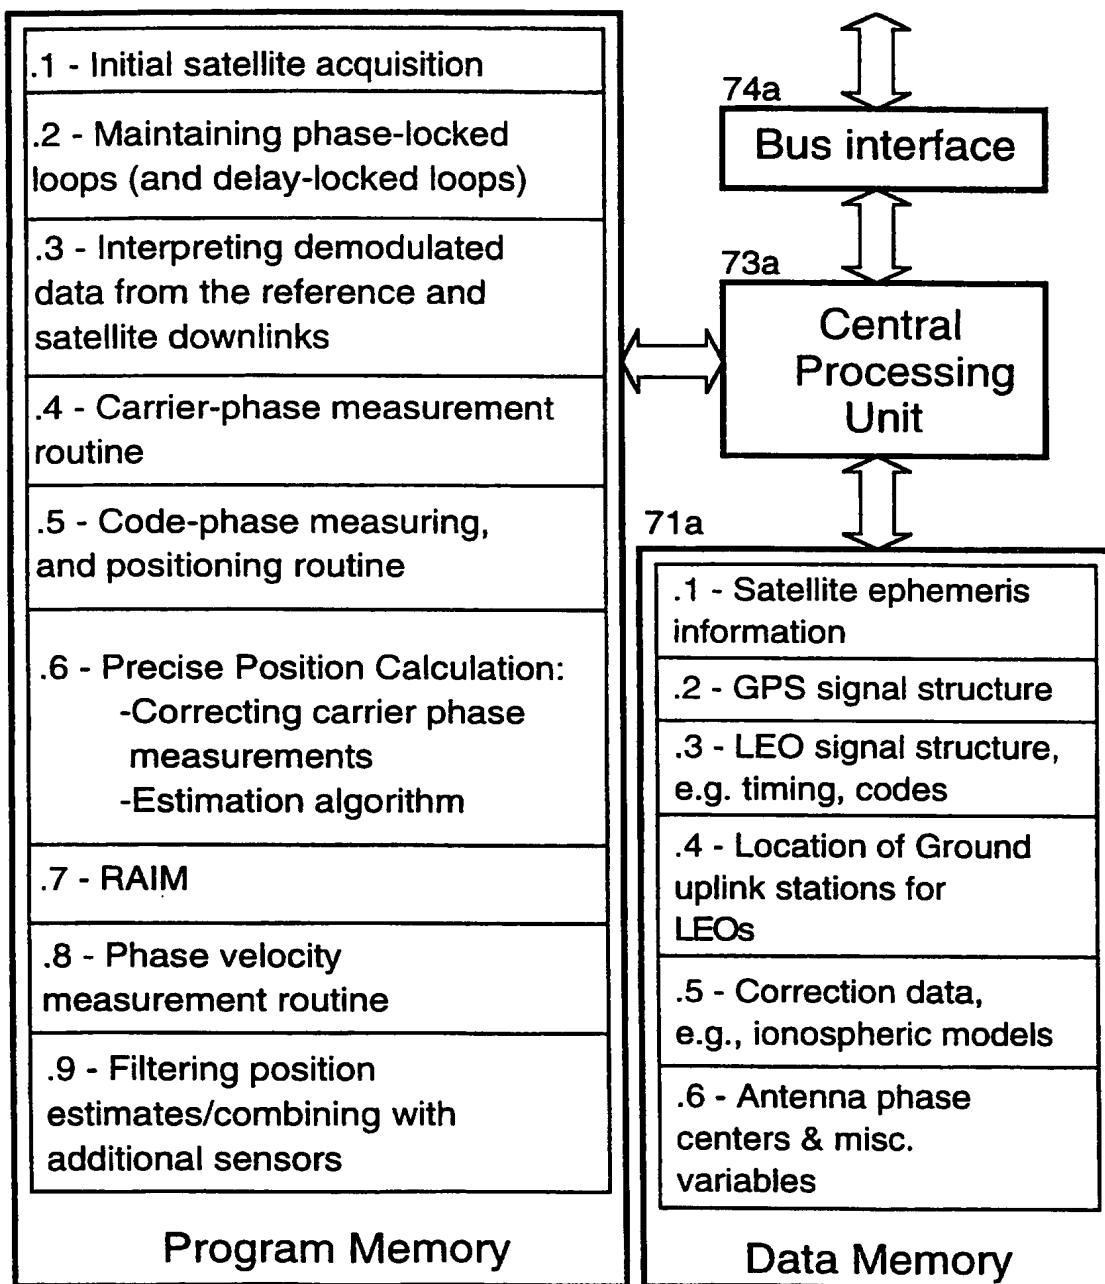 .1 - Initial satellite acquisition
.2 - Maintaining phase-locked
loops (and delay-locked loops)
.3 - Interpreting demodulated
data from the reference and
satellite downlinks
.4 - Carrier-phase measurement
routine
.5 - Code-phase measuring,
and positioning routine
.6 - Precise Position Calculation:
-Correcting carrier phase
measurements
-Estimation algorithm
.7 - RAIM
.8 - Phase velocity
measurement routine
.9 - Filtering position
estimates/combining with
additional sensors
Program Memory
74a
Bus interface
73a
Central
Processing
Unit
71a
.1 - Satellite ephemeris
information
.2 - GPS signal structure
.3 - LEO signal structure,
e.g. timing, codes
.4 - Location of Ground
uplink stations for
LEOs
.5 - Correction data,
e.g., ionospheric models
.6 - Antenna phase
centers & misc.
variables
Data Memory